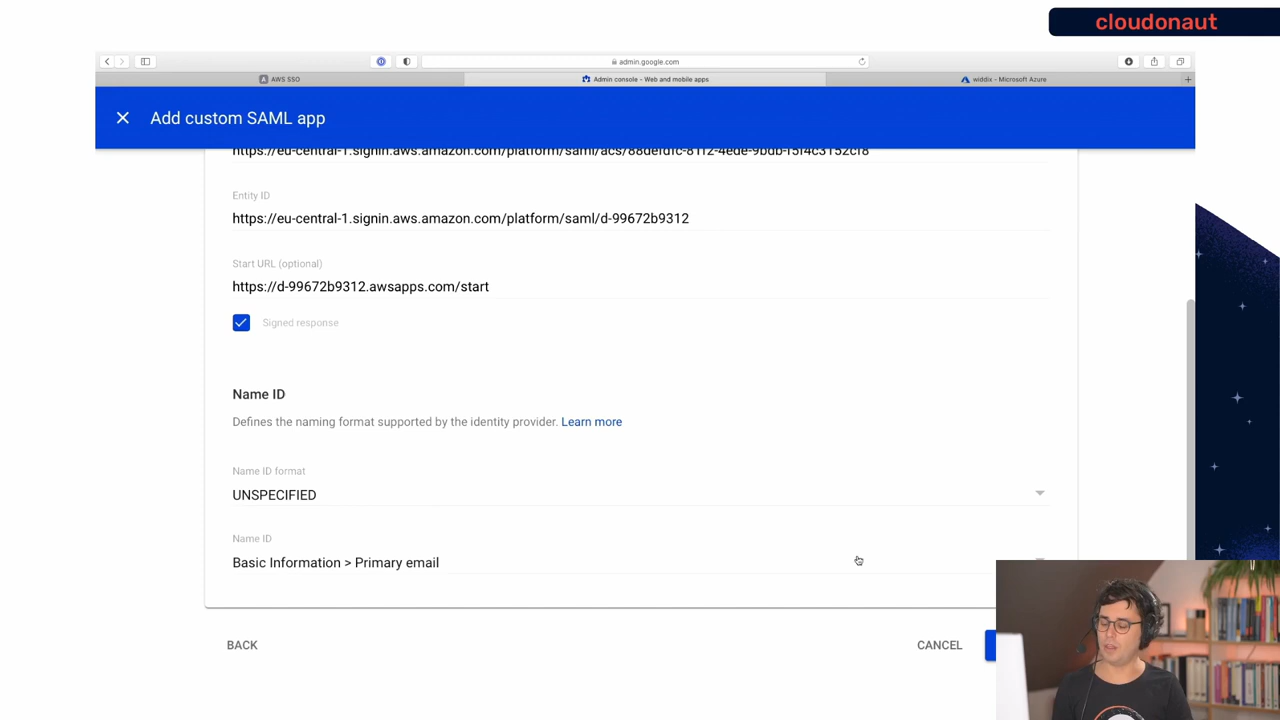 cloudonaut
admin.google.com
AWS SSO
Admin console - Web and mobile apps
widdix - Microsoft Azure
Add custom SAML app
Entity ID
https://eu-central-1.signin.aws.amazon.com/platform/saml/d-99672b9312
Start URL (optional)
https://d-99672b9312.awsapps.com/start
Signed response
Name ID
Defines the naming format supported by the identity provider. Learn more
Name ID format
UNSPECIFIED
Name ID
Basic Information > Primary email
BACK
CANCEL